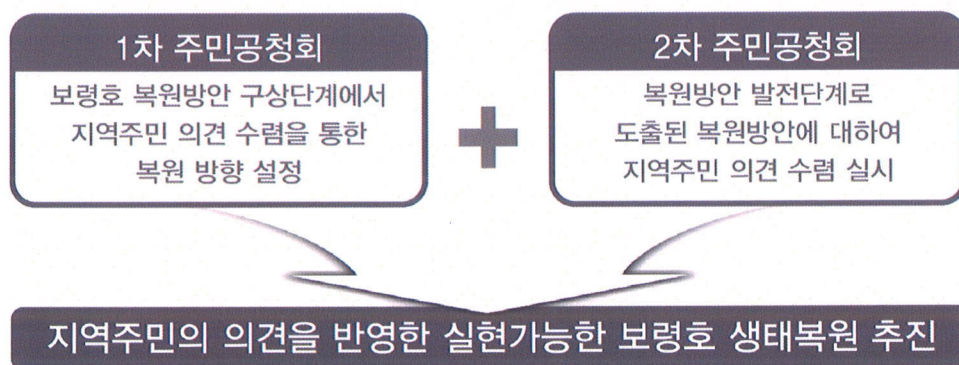 1차 주민공청회
보령호 복원방안 구상단계에서
지역주민 의견 수렴을 통한
복원 방향 설정
2차 주민공청회
복원방안 발전단계로
도출된 복원방안에 대하여
지역주민 의견 수렴 실시
지역주민의 의견을 반영한 실현가능한 보령호 생태복원 추진